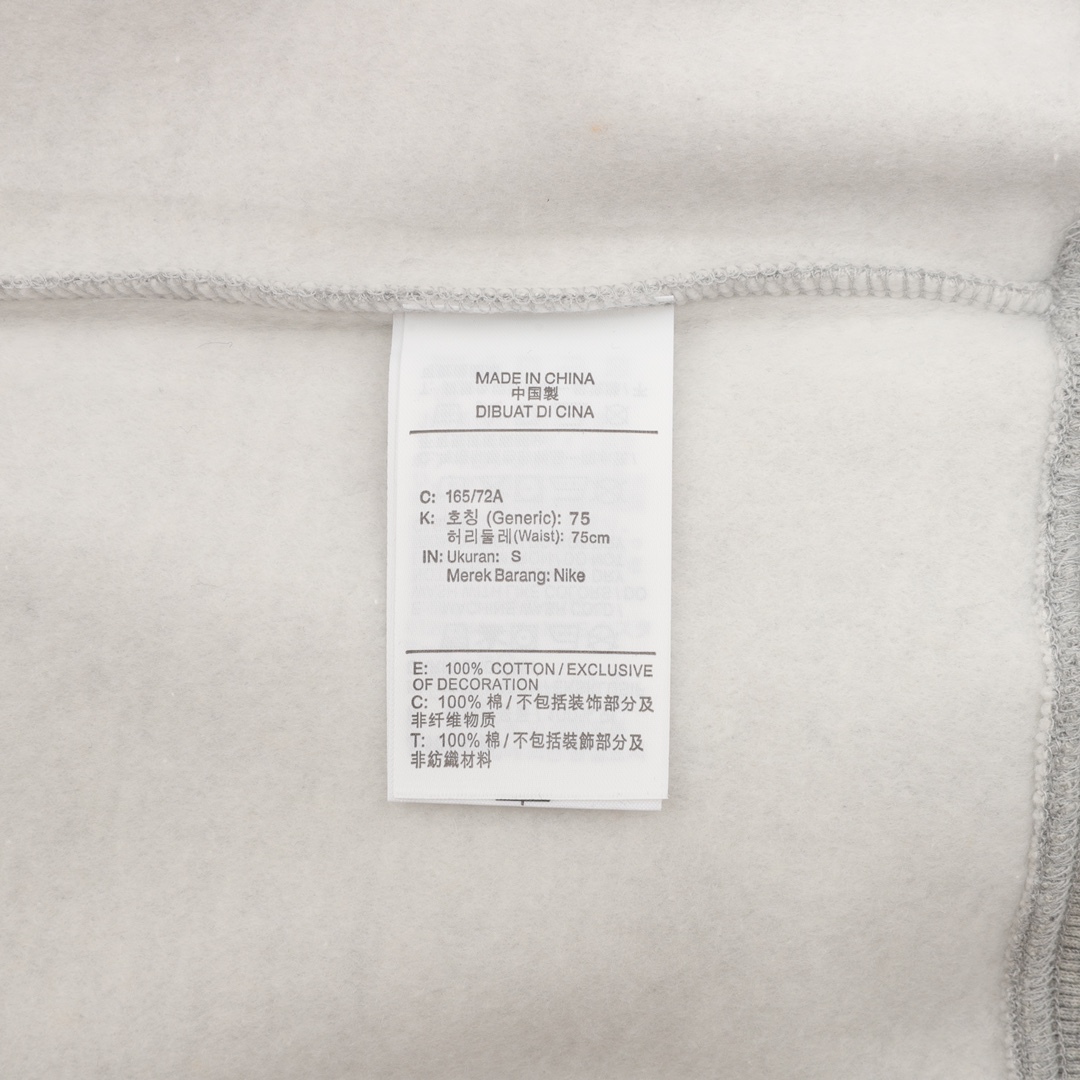 MADE IN CHINA
中国製
DIBUAT DI CINA
C: 165/72A
K: 호칭 (Generic): 75
허리둘레(Waist): 75cm
IN: Ukuran: S
Merek Barang: Nike
E: 100% COTTON / EXCLUSIVE
OF DECORATION
C: 100% 棉 / 不包括装饰部分及
非纤维物质
T: 100% 棉 / 不包括裝飾部分及
非紡織材料